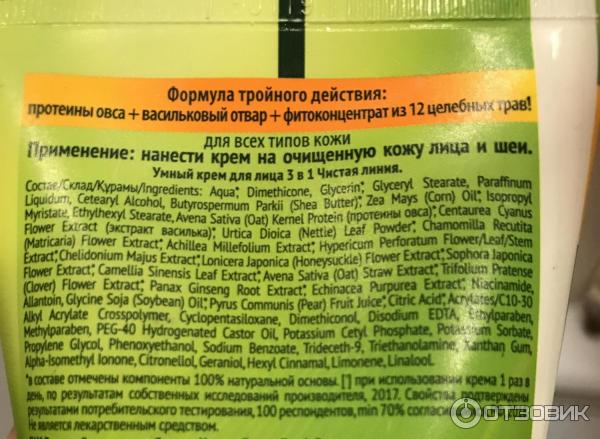 Формула тройного действия:
протеины овса + васильковый отвар + фитоконцентрат из 12 целебных трав!
для всех типов кожи
Применение: нанести крем на очищенную кожу лица и шеи.
Умный крем для лица 3 в 1 Чистая линия.
Состав/Склад/Құрамы/Ingredients: Aqua*, Dimethicone, Glycerin*, Glyceryl Stearate, Paraffinum
Liquidum, Cetearyl Alcohol, Butyrospermum Parkii (Shea Butter)*, Zea Mays (Corn) Oil*, Isopropyl
Myristate, Ethylhexyl Stearate, Avena Sativa (Oat) Kernel Protein (протеины овса)*, Centaurea Cyanus
Flower Extract (экстракт василька)*, Urtica Dioica (Nettle) Leaf Powder*, Chamomilla Recutita
(Matricaria) Flower Extract*, Achillea Millefolium Extract*, Hypericum Perforatum Flower/Leaf/Stem
Extract*, Chelidonium Majus Extract*, Lonicera Japonica (Honeysuckle) Flower Extract*, Sophora Japonica
Flower Extract*, Camellia Sinensis Leaf Extract*, Avena Sativa (Oat) Straw Extract*, Trifolium Pratense
(Clover) Flower Extract*, Panax Ginseng Root Extract*, Echinacea Purpurea Extract*, Niacinamide,
Allantoin, Glycine Soja (Soybean) Oil*, Pyrus Communis (Pear) Fruit Juice*, Citric Acid*, Acrylates/C10-30
Alkyl Acrylate Crosspolymer, Cyclopentasiloxane, Dimethiconol, Disodium EDTA, Ethylparaben,
Methylparaben, PEG-40 Hydrogenated Castor Oil, Potassium Cetyl Phosphate, Potassium Sorbate,
Propylene Glycol, Phenoxyethanol, Sodium Benzoate, Trideceth-9, Triethanolamine, Xanthan Gum,
Alpha-Isomethyl Ionone, Citronellol, Geraniol, Hexyl Cinnamal, Limonene, Linalool.
*в составе отмечены компоненты 100% натуральной основы. [] при использовании крема 1 раз в
день, по результатам собственных исследований производителя, 2017. Свойства подтверждены
результатами потребительского тестирования, 100 респондентов, min 70% согласи
Не является лекарственным средством.
ОТЗОВИК